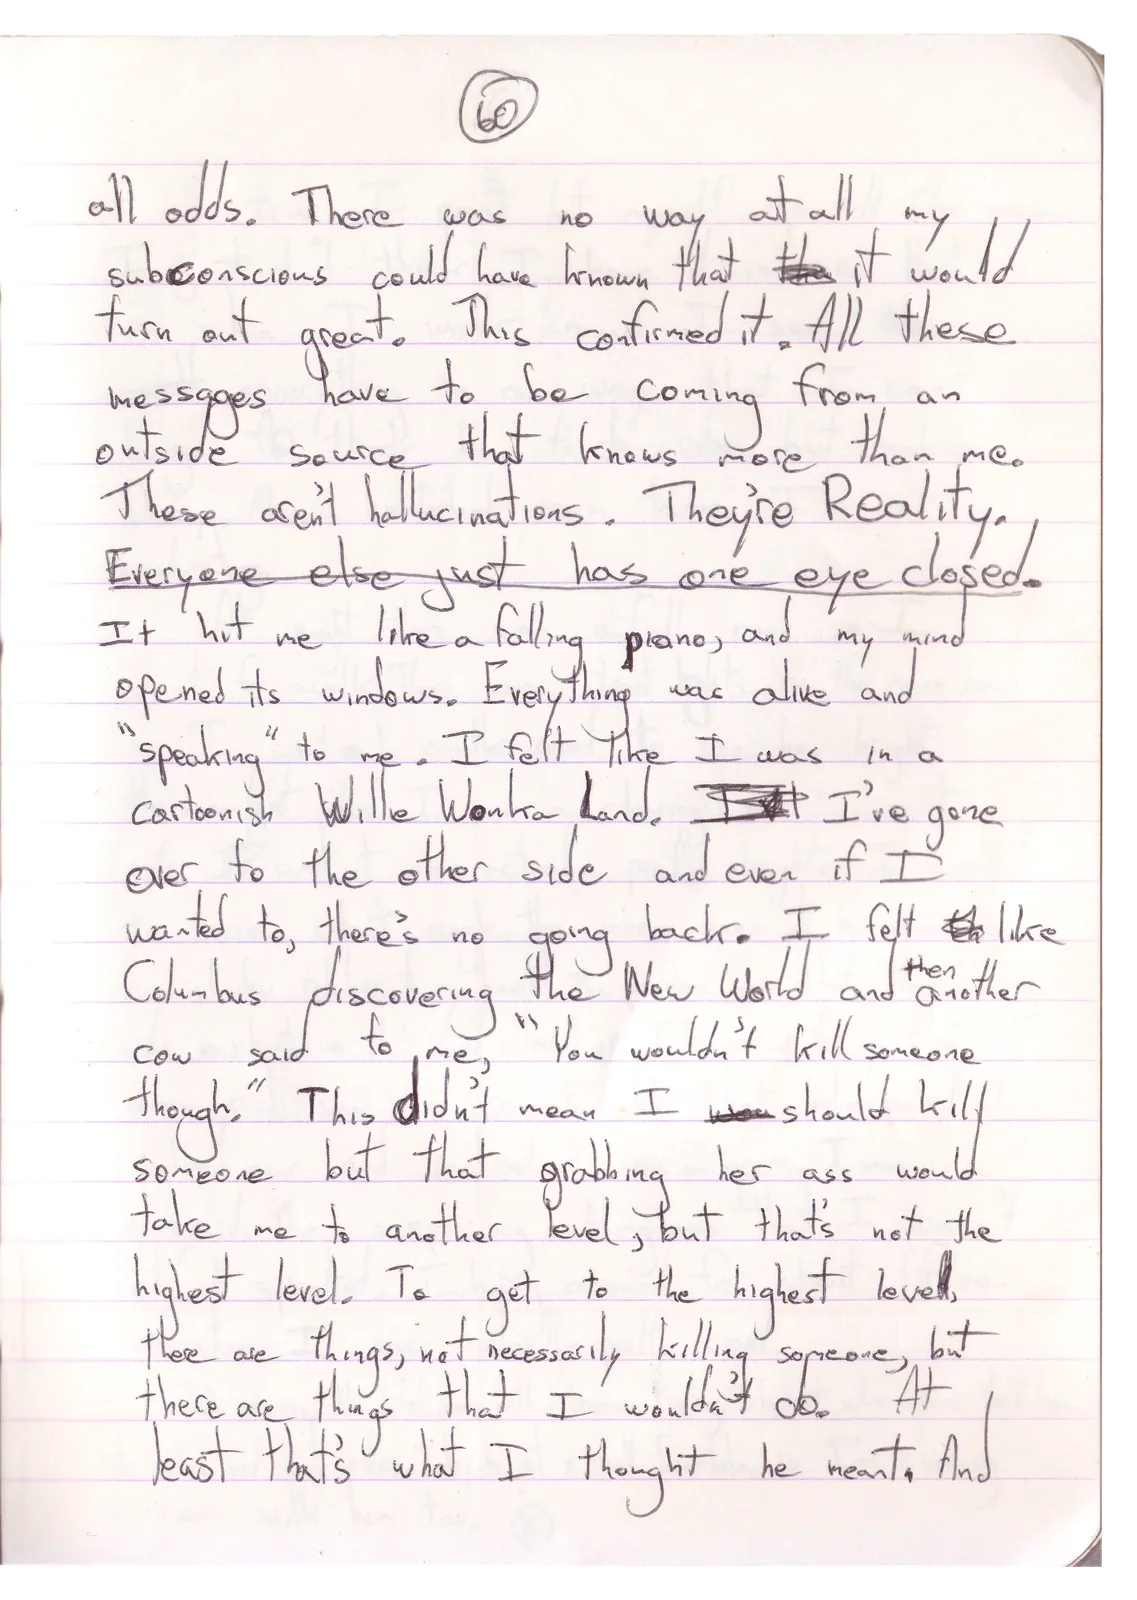 60
all odds. There was no way at all my
subconscious could have known that it would
turn out great. This confirmed it. All these
messages have to be coming from an
outside source that knows more than me.
These aren't hallucinations. They're Reality.
Everyone else just has one eye closed.
It hit me like a falling piano, and my mind
opened its windows. Everything was alive and
"speaking" to me. I felt like I was in a
cartoonish Willie Wonka Land. I've gone
over to the other side and even if I
wanted to, there's no going back. I felt like
Columbus discovering the New World and then another
cow said to me, "You wouldn't kill someone
though." This didn't mean I should kill
someone but that grabbing her ass would
take me to another level, but that's not the
highest level. To get to the highest level,
there are things, not necessarily killing someone, but
there are things that I wouldn't do. At
least that's what I thought he meant. And